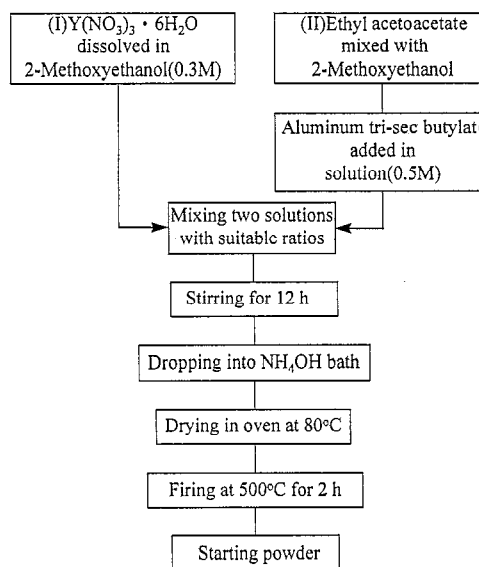 (I)Y(NO₃)₃・6H₂O
dissolved in
2-Methoxyethanol(0.3M)
(II)Ethyl acetoacetate
mixed with
2-Methoxyethanol
Aluminum tri-sec butylat
added in
solution(0.5M)
Mixing two solutions
with suitable ratios
Stirring for 12 h
Dropping into NH₄OH bath
Drying in oven at 80°C
Firing at 500°C for 2 h
Starting powder